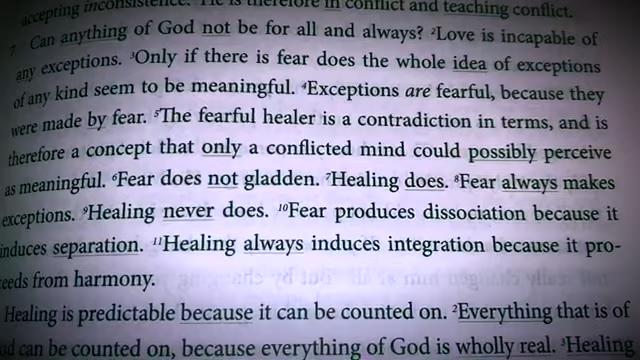 accepting inconsistence. He is therefore in conflict and teaching conflict.
7 Can anything of God not be for all and always? ²Love is incapable of
any exceptions. ³Only if there is fear does the whole idea of exceptions
of any kind seem to be meaningful. ⁴Exceptions are fearful, because they
were made by fear. ⁵The fearful healer is a contradiction in terms, and is
therefore a concept that only a conflicted mind could possibly perceive
as meaningful. ⁶Fear does not gladden. ⁷Healing does. ⁸Fear always makes
exceptions. ⁹Healing never does. ¹⁰Fear produces dissociation because it
induces separation. ¹¹Healing always induces integration because it pro-
eeds from harmony.
Healing is predictable because it can be counted on. ²Everything that is of
d can be counted on, because everything of God is wholly real. ³Healing